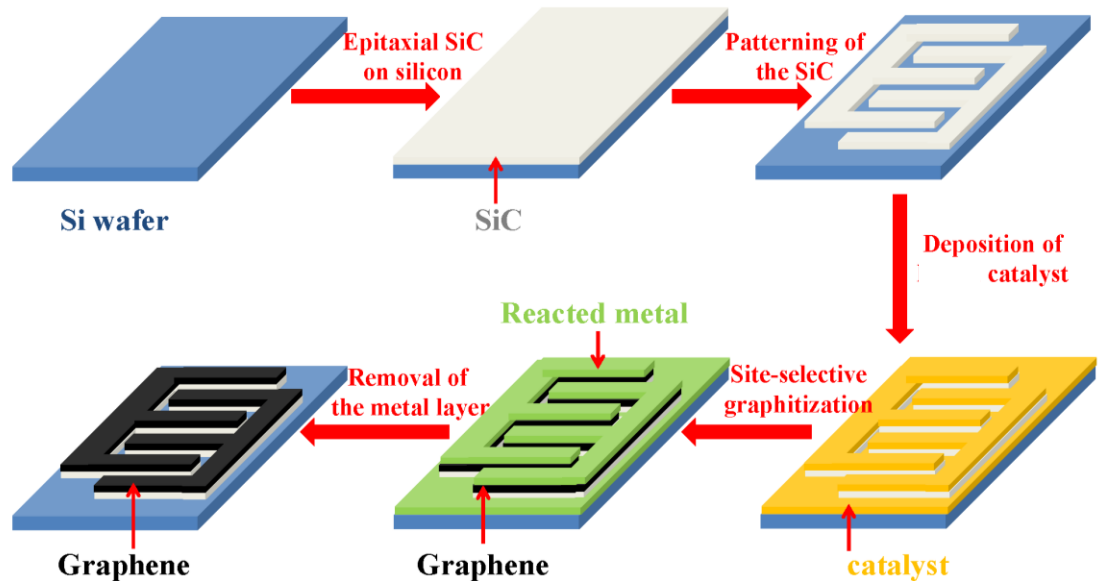 Epitaxial SiC
on silicon
Patterning of
the SiC
Si wafer
SiC
Deposition of
catalyst
Reacted metal
Removal of
the metal layer
Site-selective
graphitization
Graphene
Graphene
catalyst